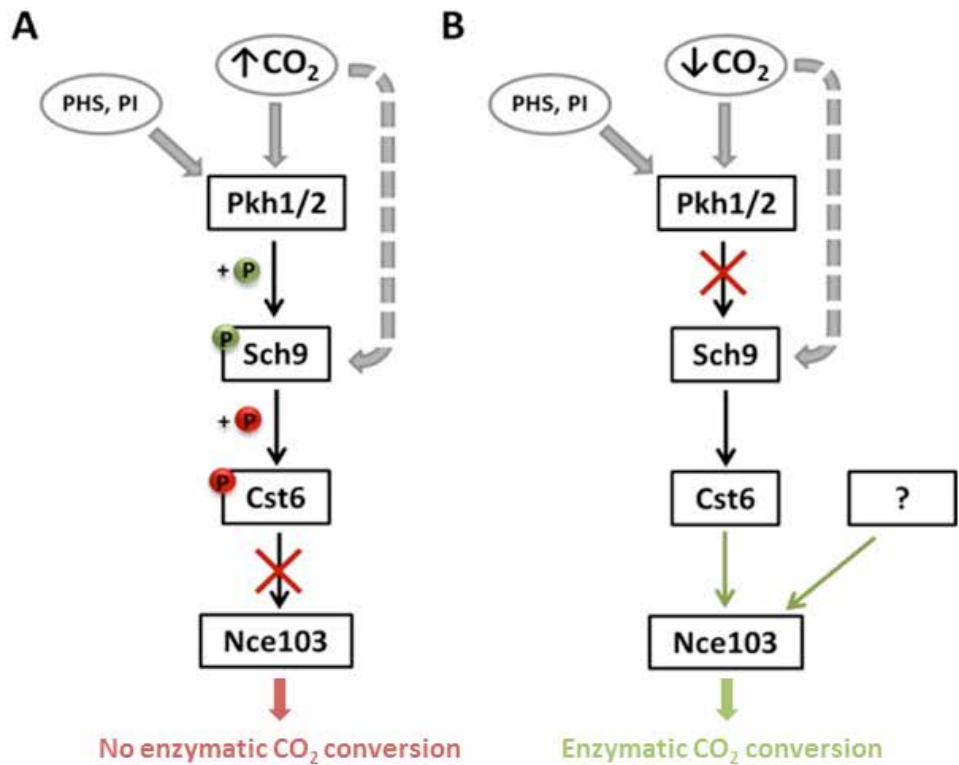 A
↑CO₂
PHS, PI
Pkh1/2
+ P
P
Sch9
+ P
P
Cst6
Nce103
No enzymatic CO₂ conversion
B
↓CO₂
PHS, PI
Pkh1/2
Sch9
Cst6
?
Nce103
Enzymatic CO₂ conversion